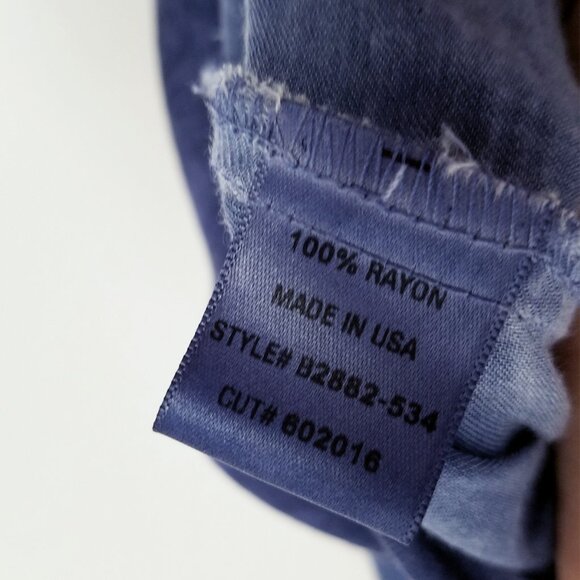 100% RAYON
MADE IN USA
STYLE# B2882-534
CUT# 602016